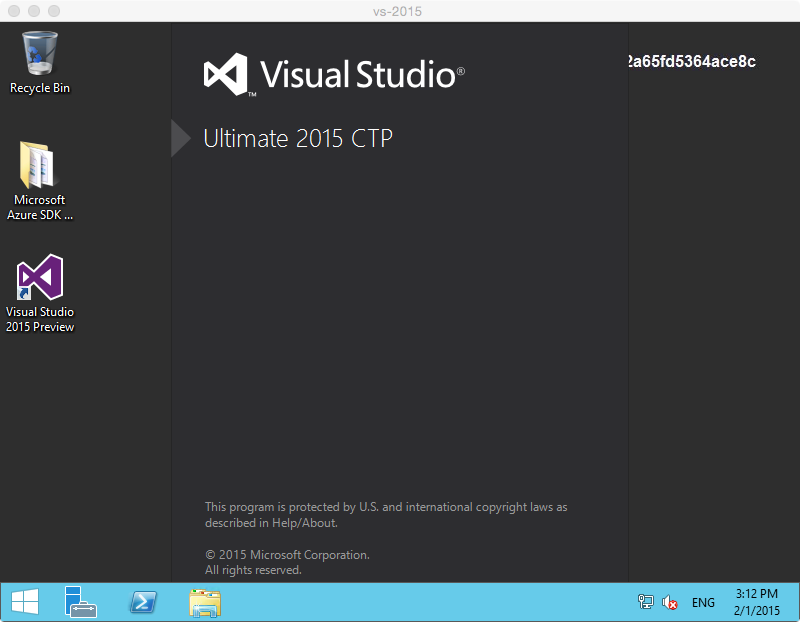 vs-2015
Recycle Bin
Microsoft
Azure SDK ...
Visual Studio
2015 Preview
Visual Studio®
™
Ultimate 2015 CTP
2a65fd5364ace8c
This program is protected by U.S. and international copyright laws as
described in Help/About.
© 2015 Microsoft Corporation.
All rights reserved.
ENG
3:12 PM
2/1/2015